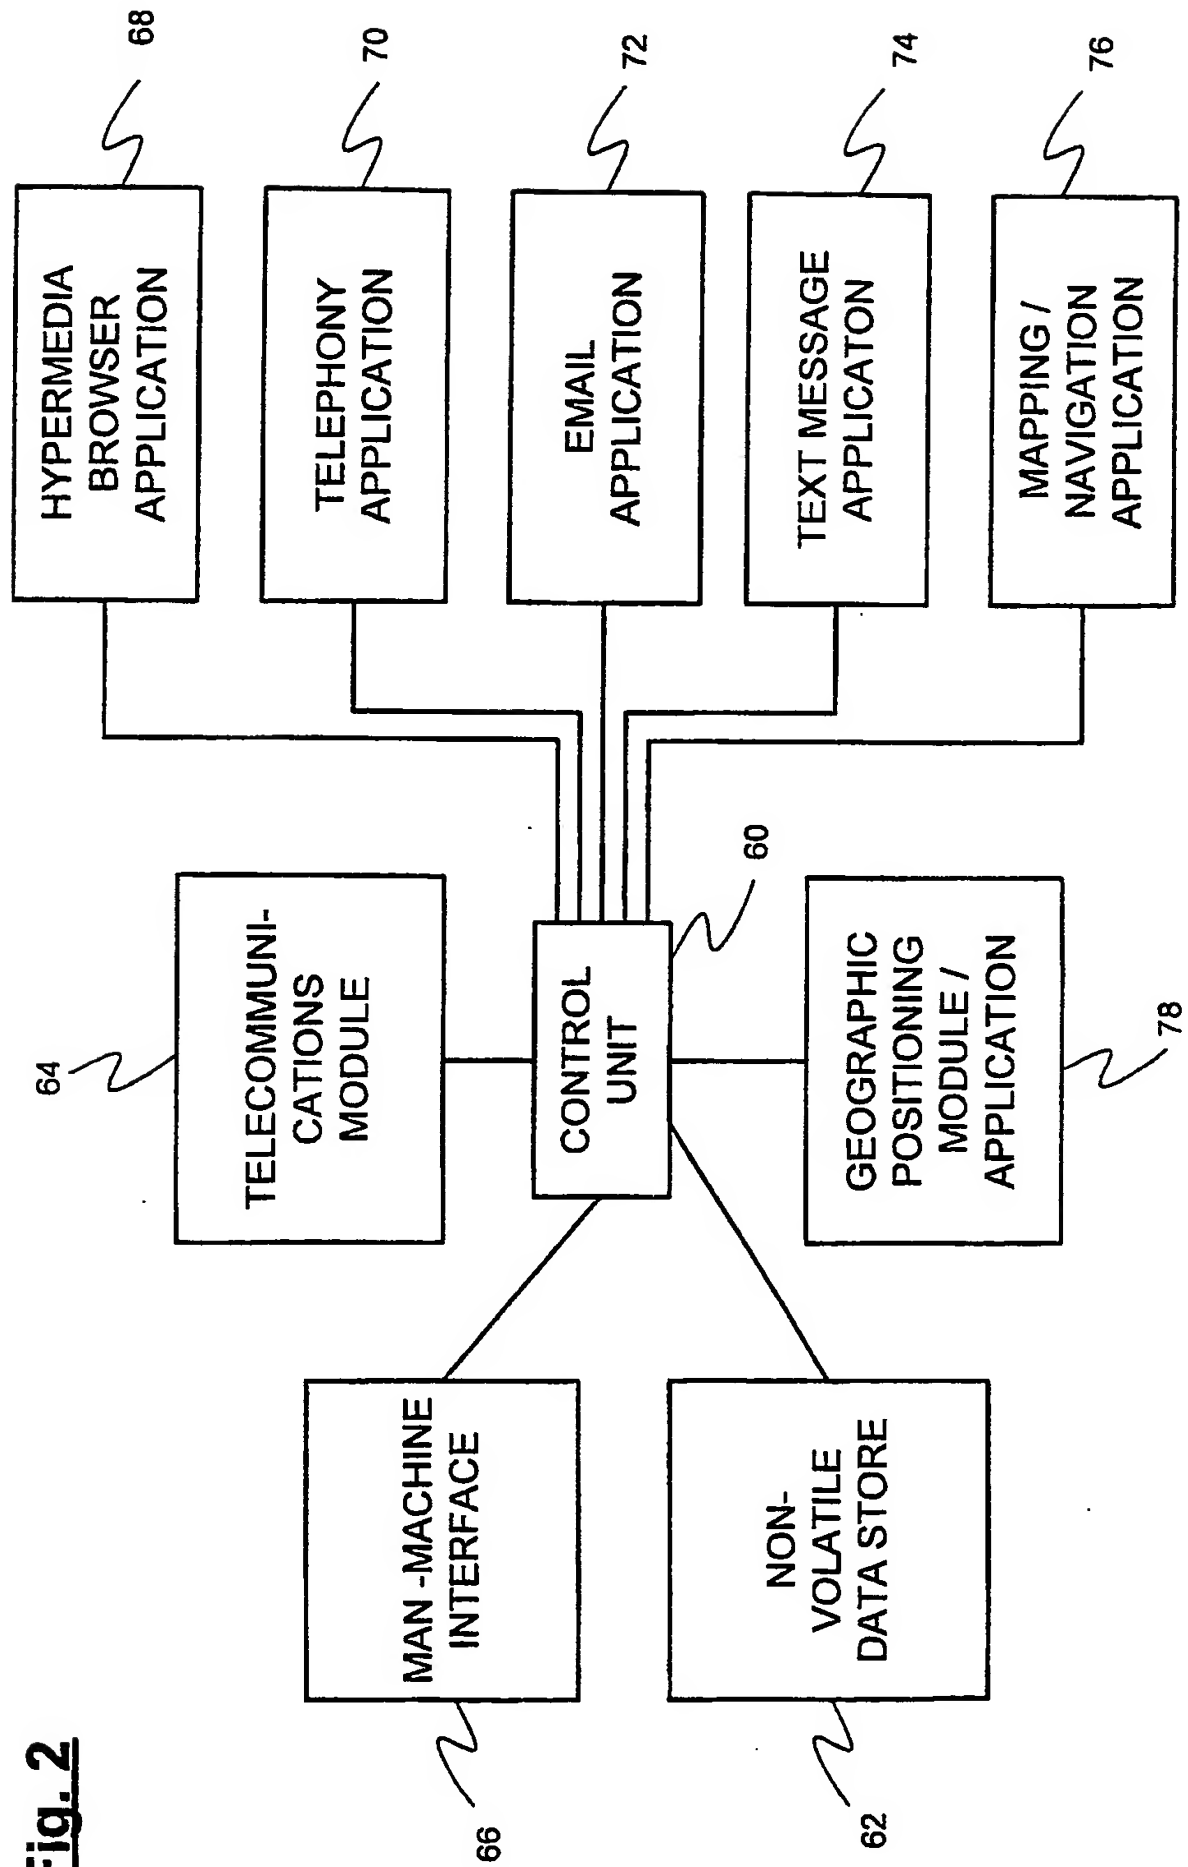 Fig. 2
66
MAN -MACHINE
INTERFACE
62
NON-
VOLATILE
DATA STORE
64
TELECOMMUNI-
CATIONS
MODULE
CONTROL
UNIT
60
GEOGRAPHIC
POSITIONING
MODULE /
APPLICATION
78
HYPERMEDIA
BROWSER
APPLICATION
68
TELEPHONY
APPLICATION
70
EMAIL
APPLICATION
72
TEXT MESSAGE
APPLICATON
74
MAPPING /
NAVIGATION
APPLICATION
76